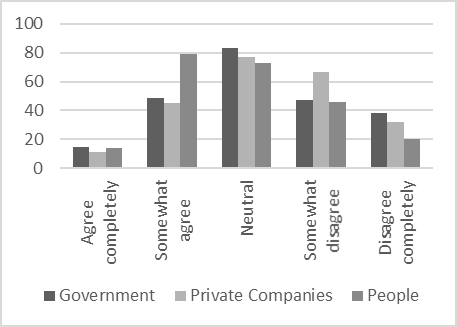 100
80
60
40
20
0
Agree
completely
Somewhat
agree
Neutral
Somewhat
disagree
Disagree
completely
Government
Private Companies
People